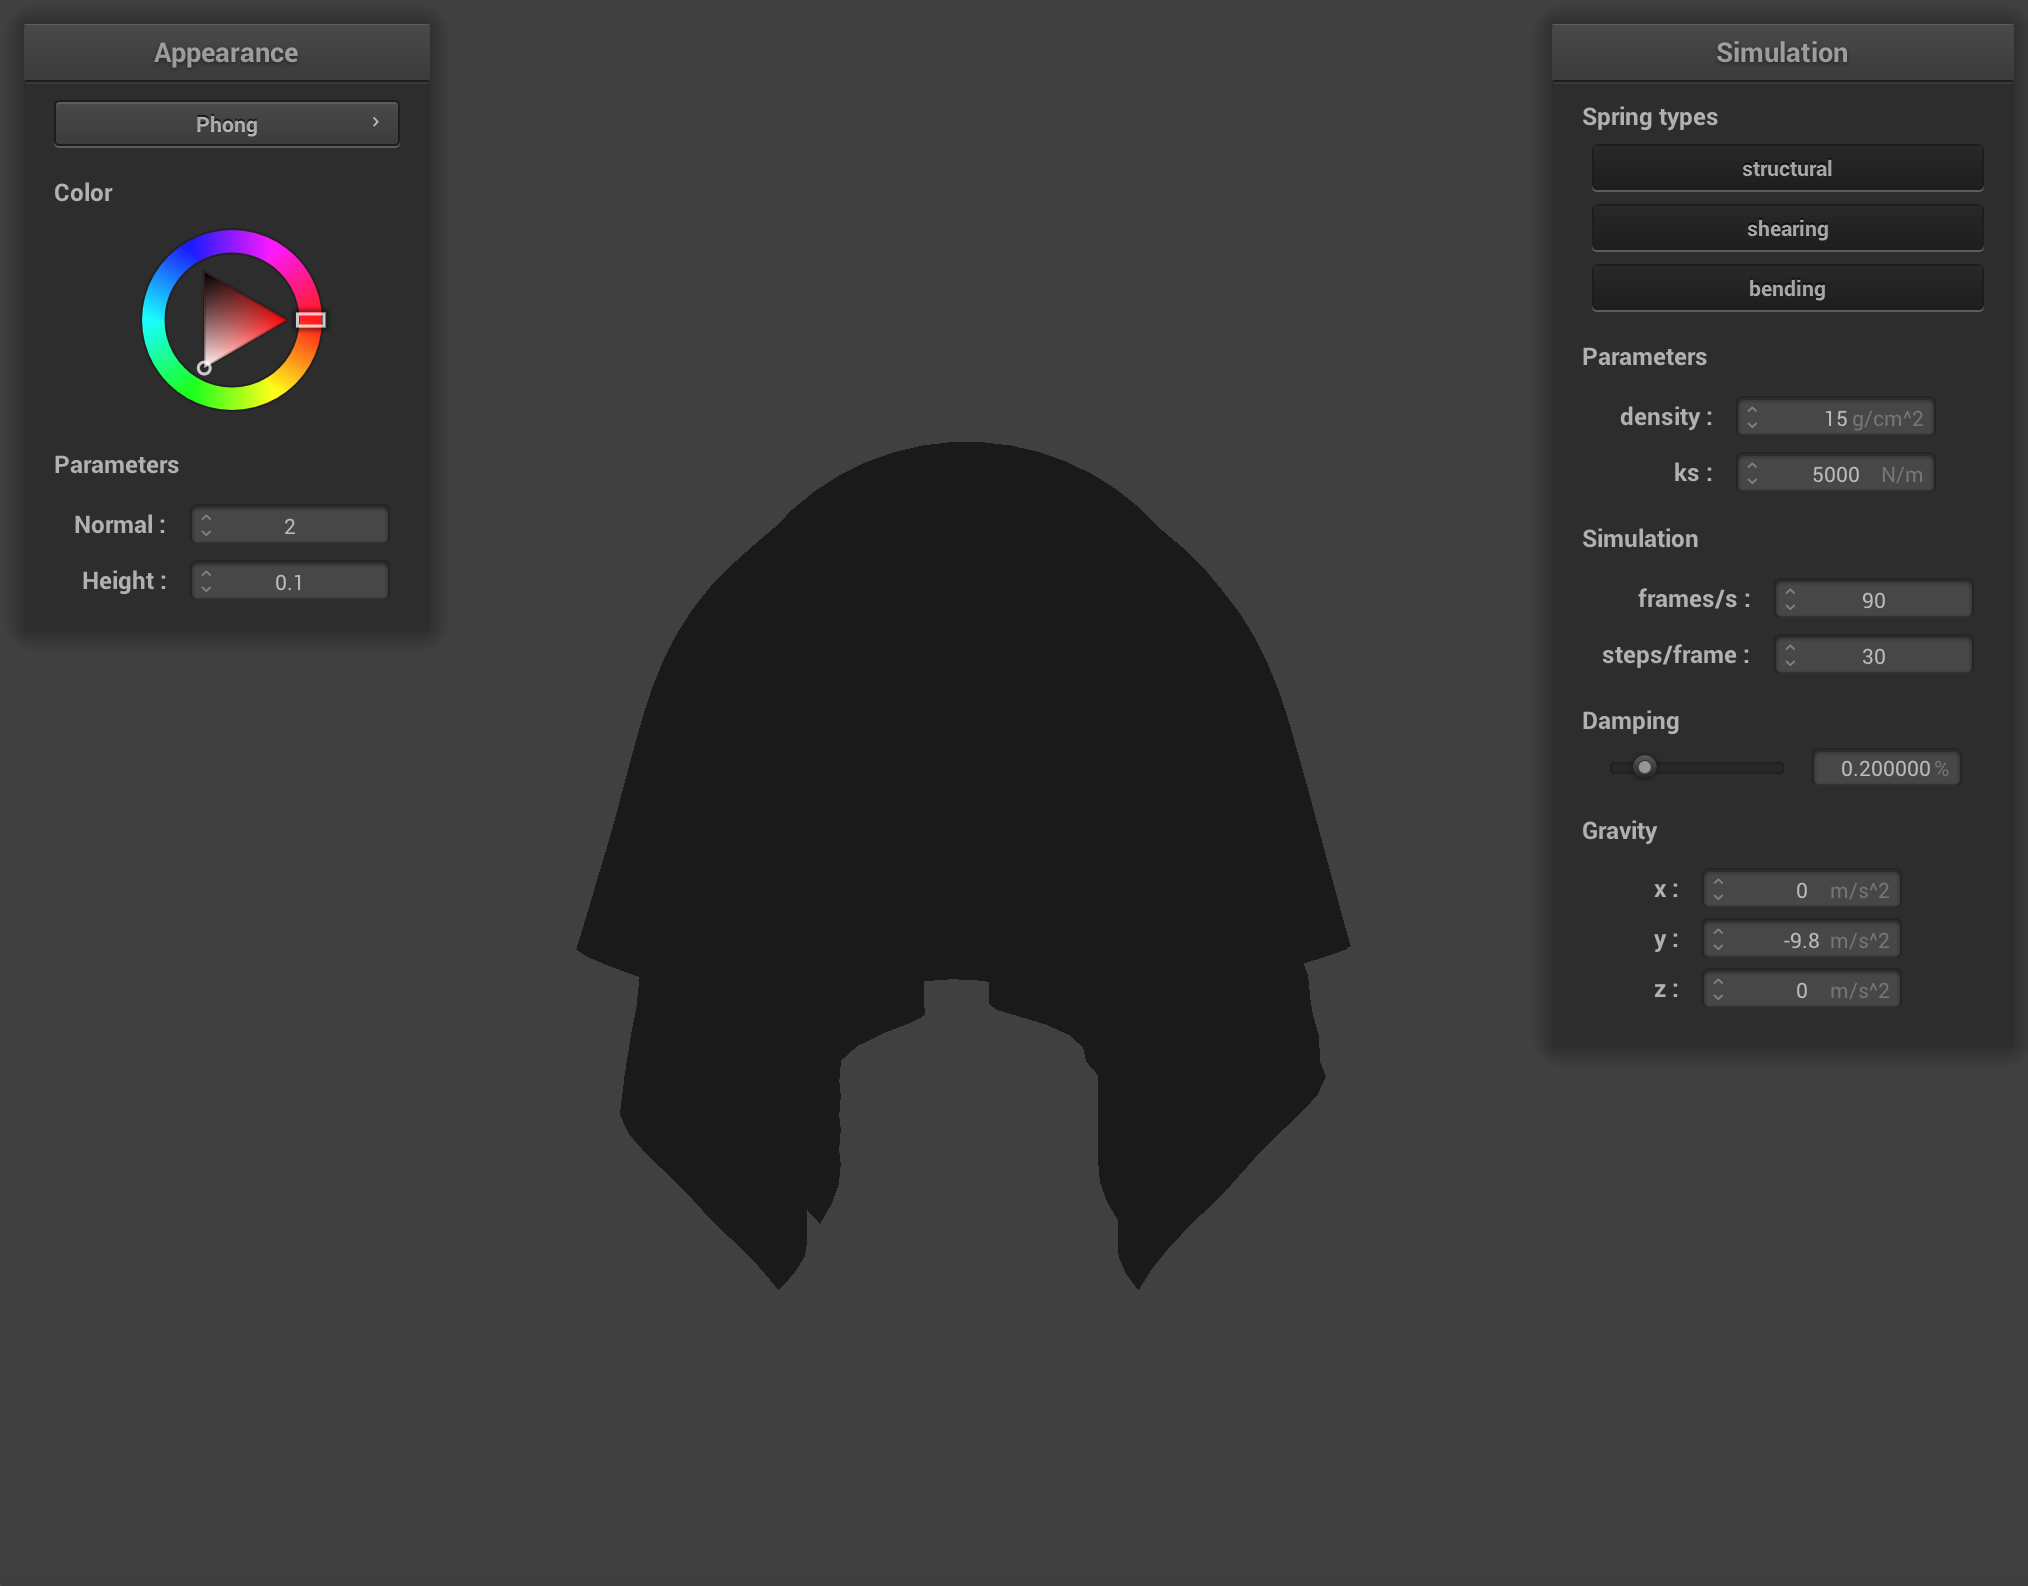 Appearance
Phong
Color
Parameters
Normal : 2
Height : 0.1
Simulation
Spring types
structural
shearing
bending
Parameters
density : 15 g/cm^2
ks : 5000 N/m
Simulation
frames/s : 90
steps/frame : 30
Damping
0.200000 %
Gravity
x : 0 m/s^2
y : -9.8 m/s^2
z : 0 m/s^2